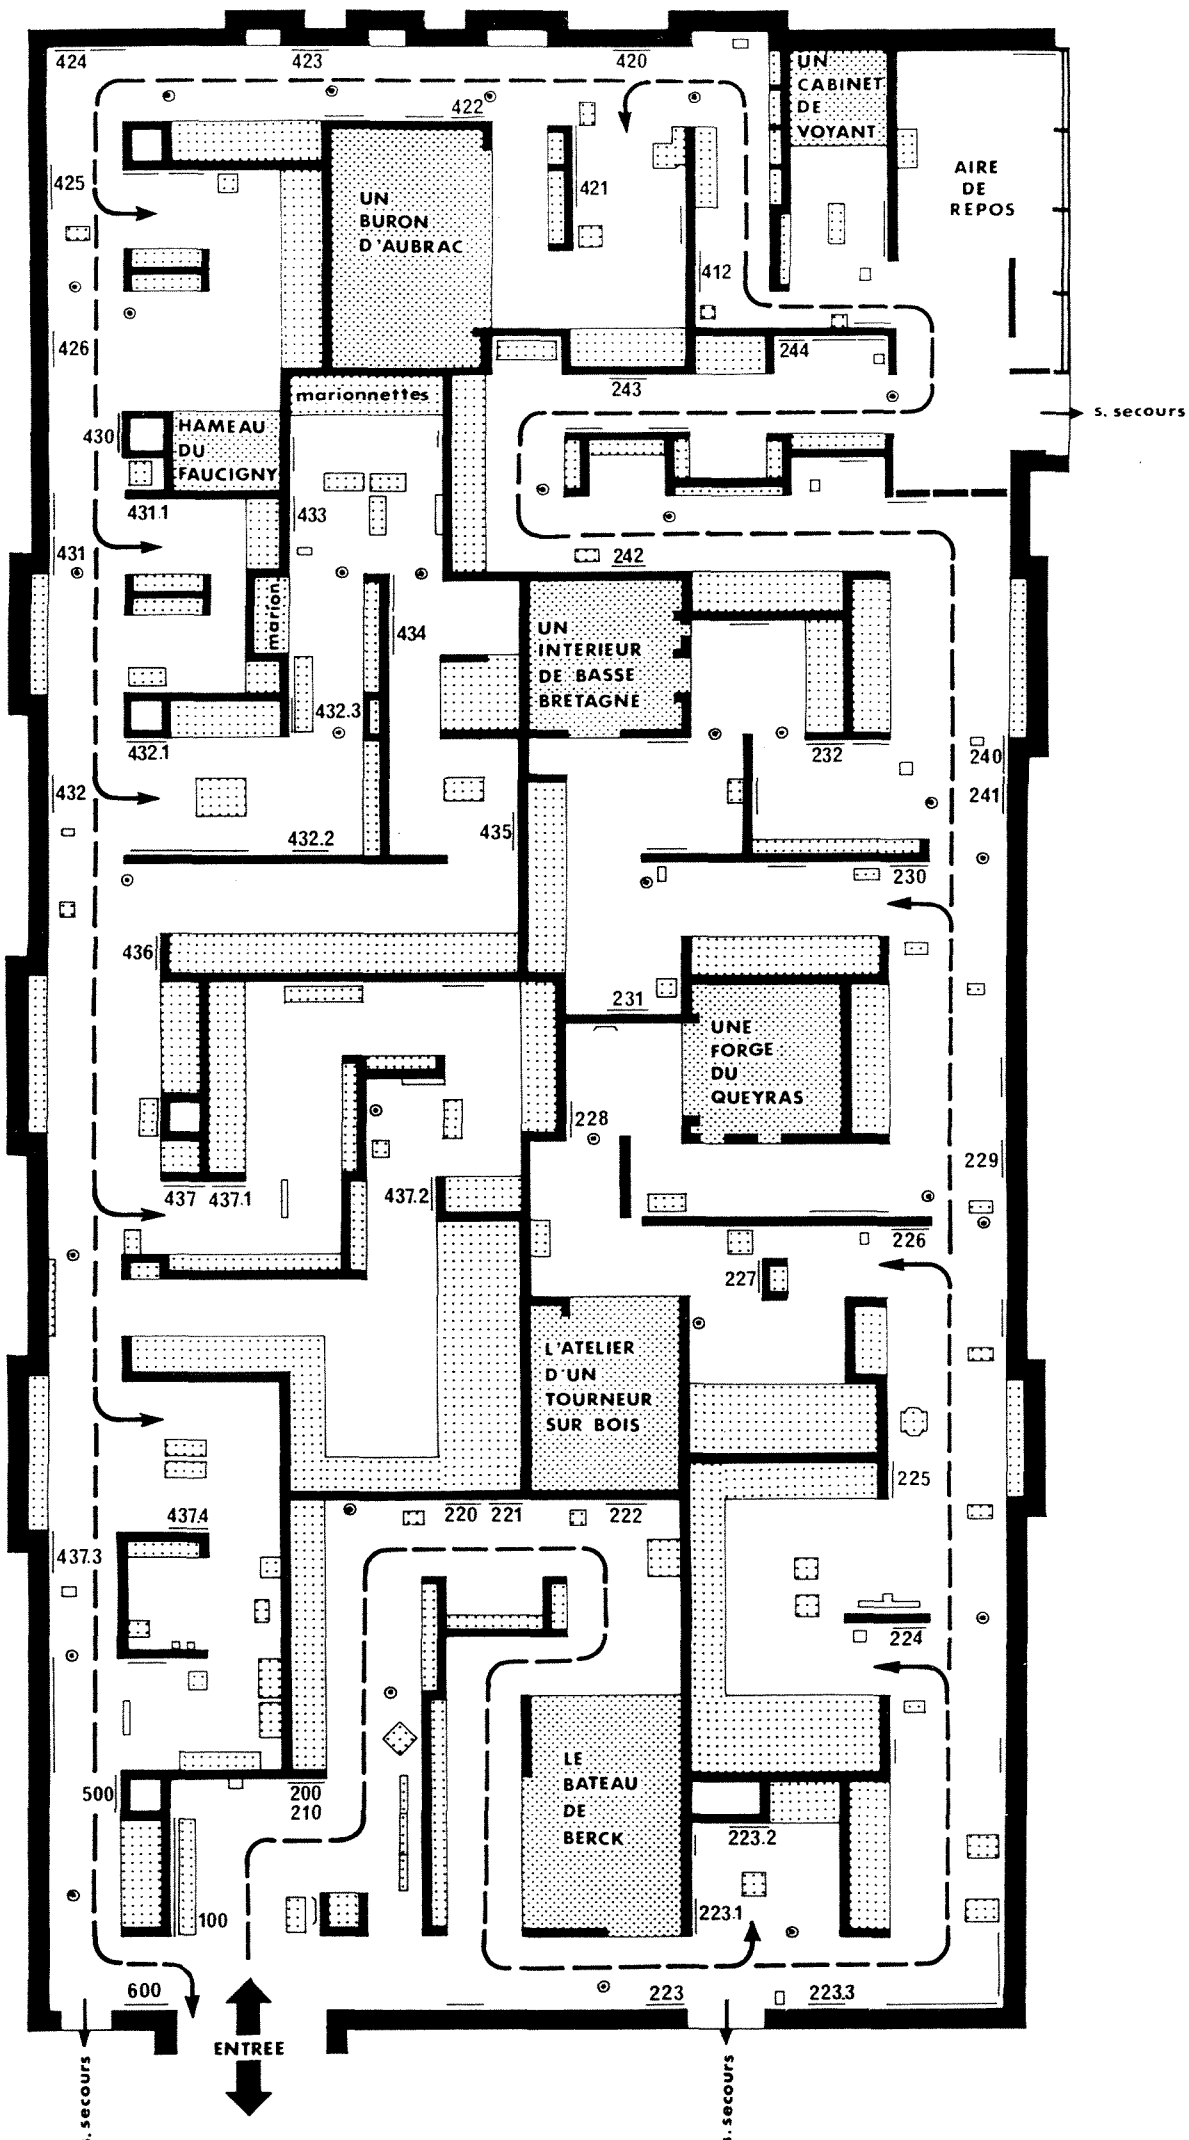 424
423
420
UN
CABINET
DE
VOYANT
422
425
421
AIRE
DE
REPOS
UN
BURON
D'AUBRAC
412
426
244
243
marionnettes
s. secours
430
HAMEAU
DU
FAUCIGNY
431.1
433
431
242
marion
434
UN
INTERIEUR
DE BASSE
BRETAGNE
432.3
432.1
232
240
241
432
435
432.2
230
436
231
UNE
FORGE
DU
QUEYRAS
228
229
437
437.1
437.2
226
227
L'ATELIER
D'UN
TOURNEUR
SUR BOIS
225
437.4
220
221
222
437.3
224
LE
BATEAU
DE
BERCK
500
200
210
223.2
100
223.1
600
223
223.3
ENTREE
s. secours
s. secours